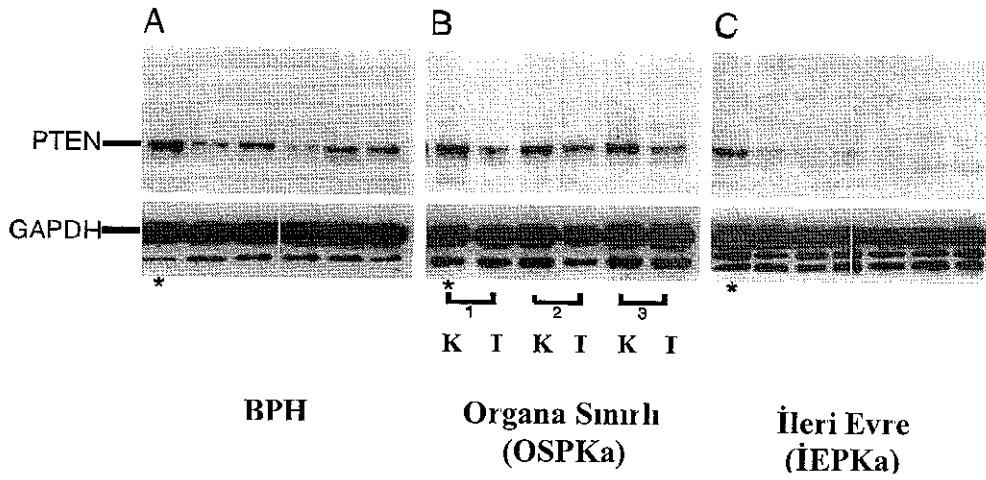 A B C
PTEN
GAPDH
* * *
1 2 3
K T K T K T
BPH
Organa Sınırlı
(OSPKa)
İleri Evre
(İEPKa)